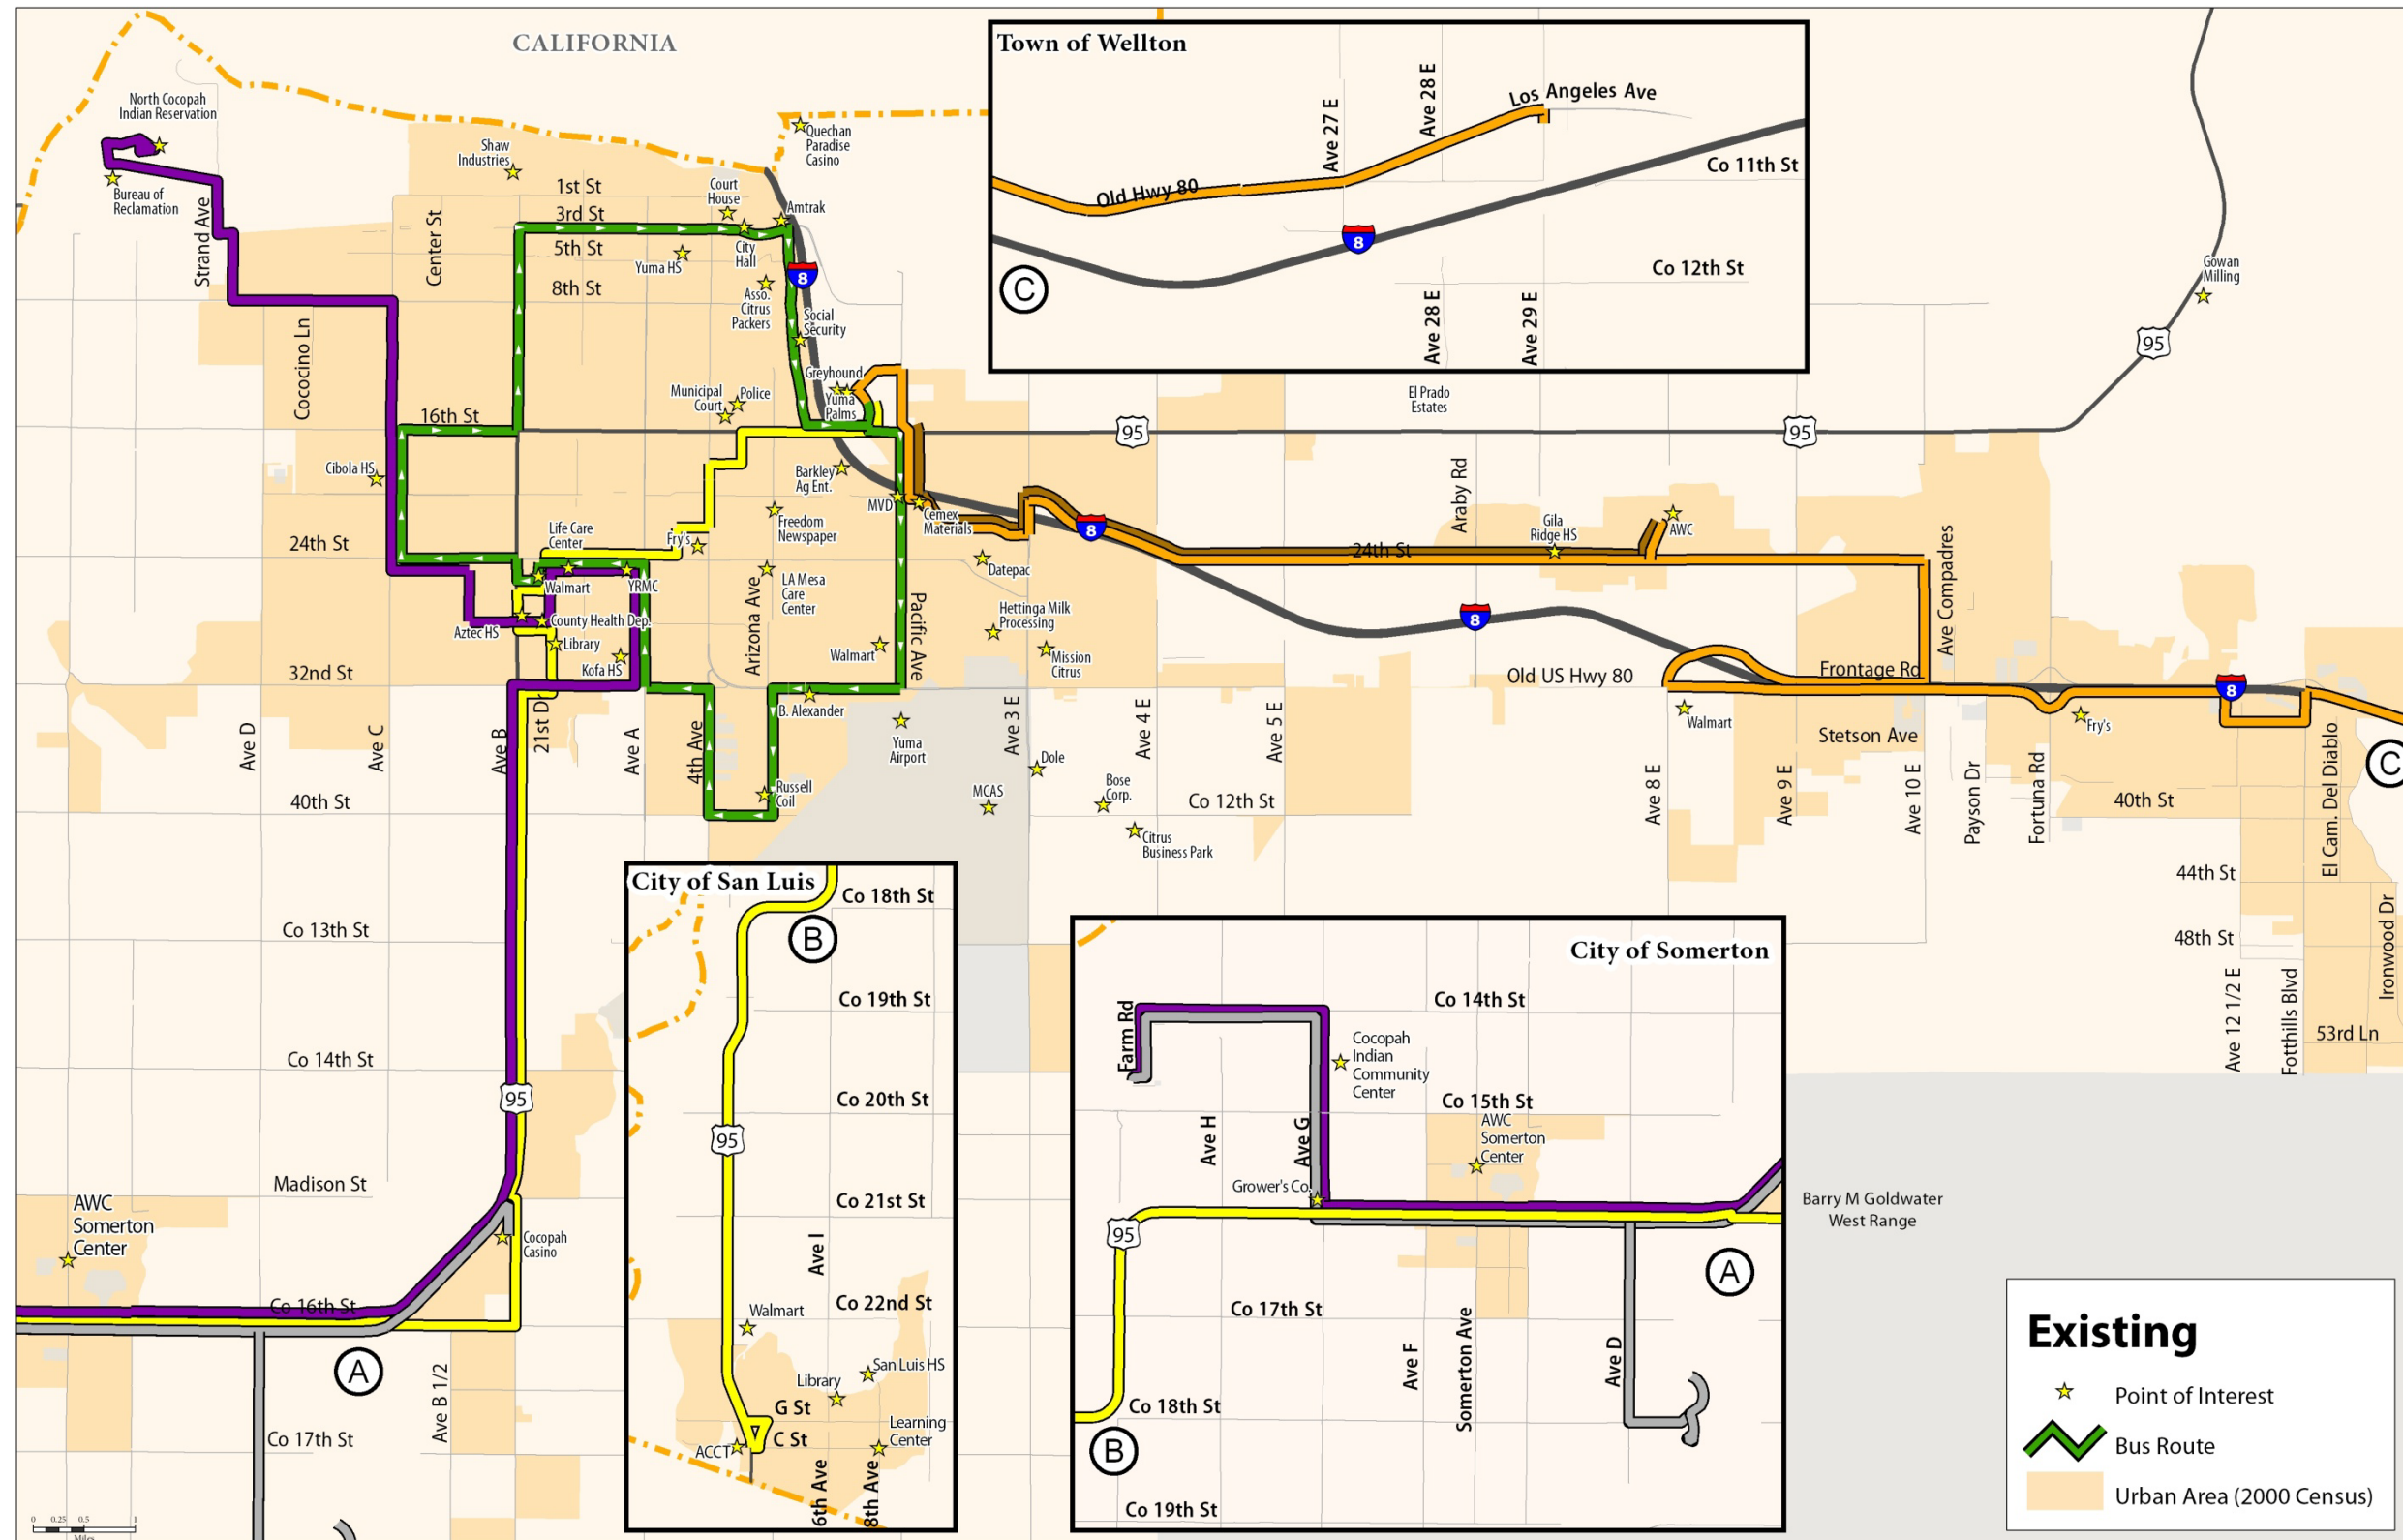 CALIFORNIA
North Cocopah
Indian Reservation
Bureau of
Reclamation
Strand Ave
Shaw
Industries
Center St
1st St
3rd St
5th St
8th St
Court
House
Amtrak
City
Hall
Yuma HS
Quechan
Paradise
Casino
8
Asso.
Citrus
Packers
Social
Security
Greyhound
Yuma
Palms
Municipal
Court
Police
Cococino Ln
16th St
Cibola HS
24th St
Life Care
Center
Fry's
Barkley
Ag Ent.
MVD
Cemex
Materials
Freedom
Newspaper
Datepac
Walmart
YRMC
Aztec HS
County Health Dep.
Library
Kofa HS
Arizona Ave
LA Mesa
Care
Center
Walmart
Pacific Ave
Hettinga Milk
Processing
Mission
Citrus
32nd St
B. Alexander
Yuma
Airport
Ave D
Ave C
Ave B
21st D
Ave A
4th Ave
Russell
Coil
MCAS
Dole
Bose
Corp.
Citrus
Business Park
Ave 3 E
Ave 4 E
Ave 5 E
Co 12th St
40th St
Co 13th St
Co 14th St
95
Madison St
AWC
Somerton
Center
Cocopah
Casino
Co 16th St
A
Ave B 1/2
Co 17th St
0 0.25 0.5 1
Miles
Town of Wellton
Ave 27 E
Ave 28 E
Los Angeles Ave
Old Hwy 80
Co 11th St
8
C
Co 12th St
Ave 28 E
Ave 29 E
El Prado
Estates
95
95
95
Gowan
Milling
Araby Rd
Gila
Ridge HS
AWC
24th St
8
8
8
Ave Compadres
Frontage Rd
Old US Hwy 80
Walmart
Fry's
Stetson Ave
Ave 8 E
Ave 9 E
Ave 10 E
Payson Dr
Fortuna Rd
40th St
El Cam. Del Diablo
C
44th St
48th St
Ironwood Dr
Ave 12 1/2 E
Fotthills Blvd
53rd Ln
City of San Luis
Co 18th St
B
Co 19th St
Co 20th St
95
Co 21st St
Ave I
Co 22nd St
Walmart
San Luis HS
Library
G St
C St
Learning
Center
ACCT
6th Ave
8th Ave
City of Somerton
Farm Rd
Co 14th St
Cocopah
Indian
Community
Center
Co 15th St
AWC
Somerton
Center
Ave H
Ave G
Grower's Co.
95
A
Co 17th St
Ave F
Somerton Ave
Ave D
Co 18th St
B
Co 19th St
Barry M Goldwater
West Range
Existing
Point of Interest
Bus Route
Urban Area (2000 Census)